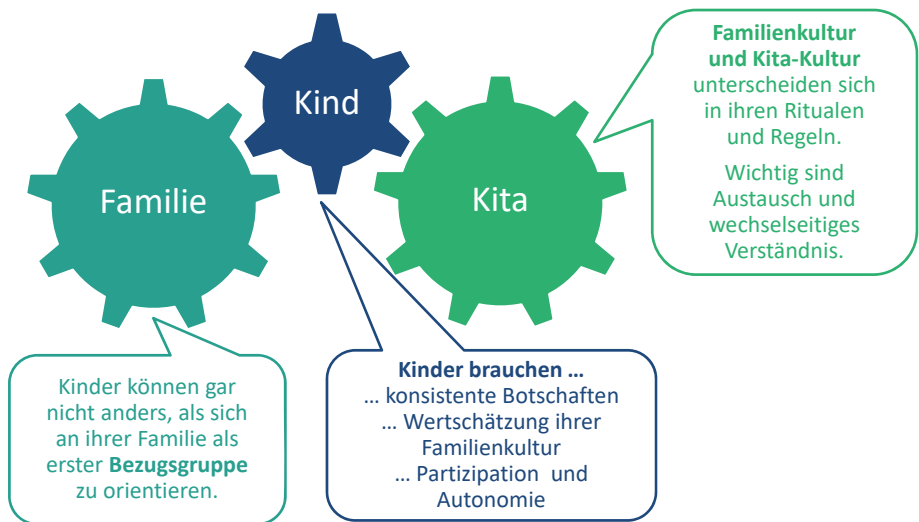 Familie
Kind
Kita
Familienkultur
und Kita-Kultur
unterscheiden sich
in ihren Ritualen
und Regeln.
Wichtig sind
Austausch und
wechselseitiges
Verständnis.
Kinder können gar
nicht anders, als sich
an ihrer Familie als
erster Bezugsgruppe
zu orientieren.
Kinder brauchen …
… konsistente Botschaften
… Wertschätzung ihrer
Familienkultur
… Partizipation und
Autonomie